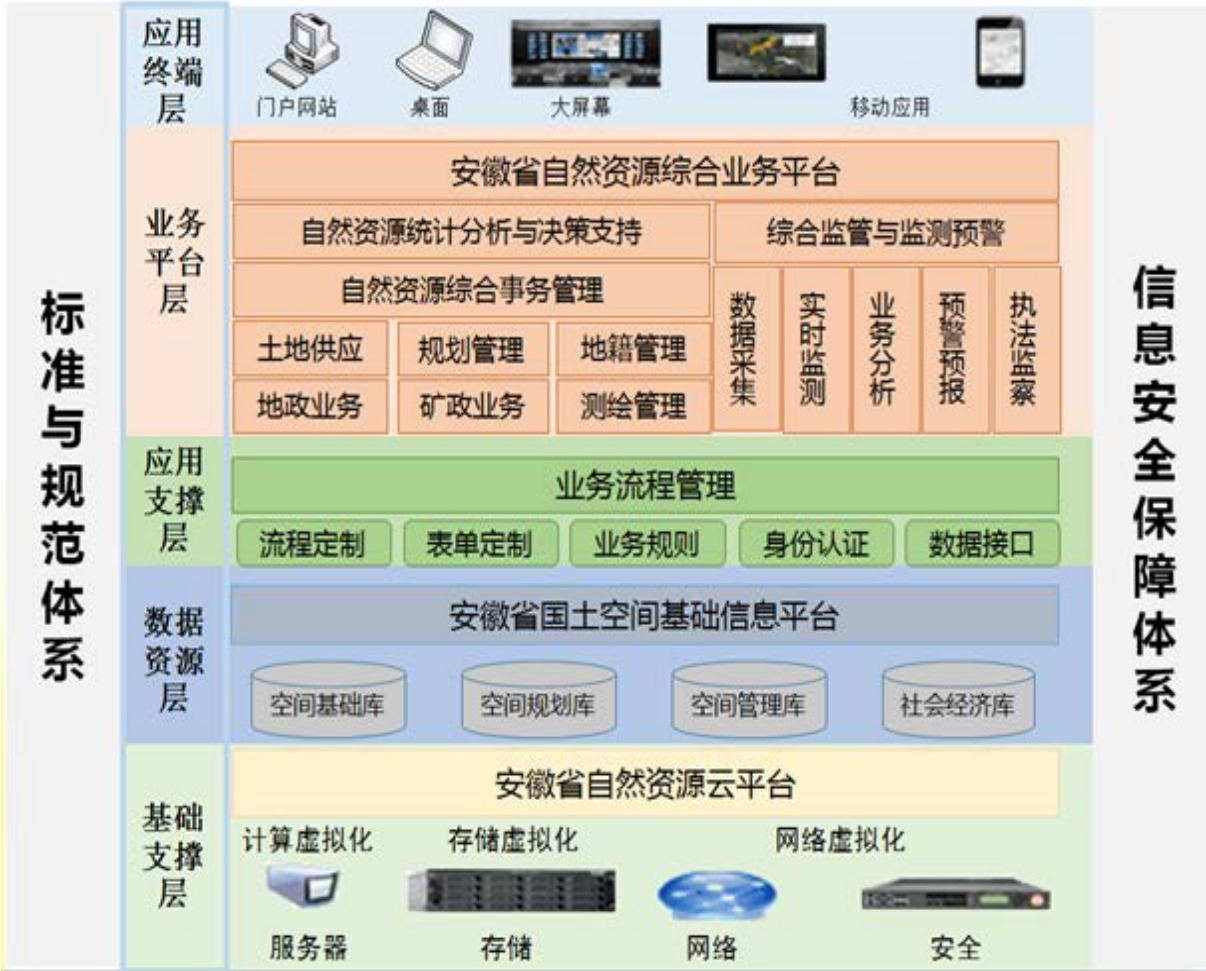 标准与规范体系
应用
终端
层
门户网站
桌面
大屏幕
移动应用
业务
平台
层
安徽省自然资源综合业务平台
自然资源统计分析与决策支持
综合监管与监测预警
自然资源综合事务管理
土地供应
规划管理
地籍管理
地政业务
矿政业务
测绘管理
数据采集
实时监测
业务分析
预警预报
执法监察
应用
支撑
层
业务流程管理
流程定制
表单定制
业务规则
身份认证
数据接口
数据
资源
层
安徽省国土空间基础信息平台
空间基础库
空间规划库
空间管理库
社会经济库
基础
支撑
层
安徽省自然资源云平台
计算虚拟化
存储虚拟化
网络虚拟化
服务器
存储
网络
安全
信息安全保障体系